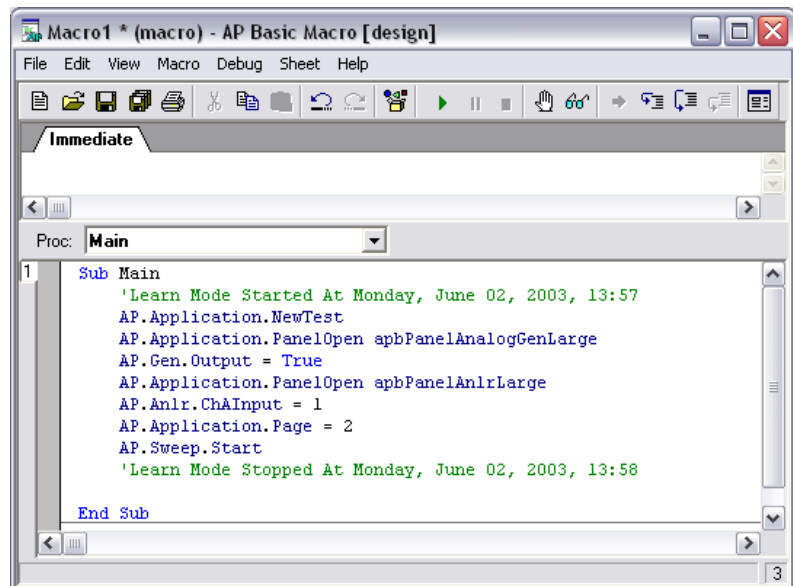 Macro1 * (macro) - AP Basic Macro [design]
File Edit View Macro Debug Sheet Help
Immediate
Proc: Main
1
Sub Main
'Learn Mode Started At Monday, June 02, 2003, 13:57
AP.Application.NewTest
AP.Application.PanelOpen apbPanelAnalogGenLarge
AP.Gen.Output = True
AP.Application.PanelOpen apbPanelAnlrLarge
AP.Anlr.ChAInput = 1
AP.Application.Page = 2
AP.Sweep.Start
'Learn Mode Stopped At Monday, June 02, 2003, 13:58
End Sub
3